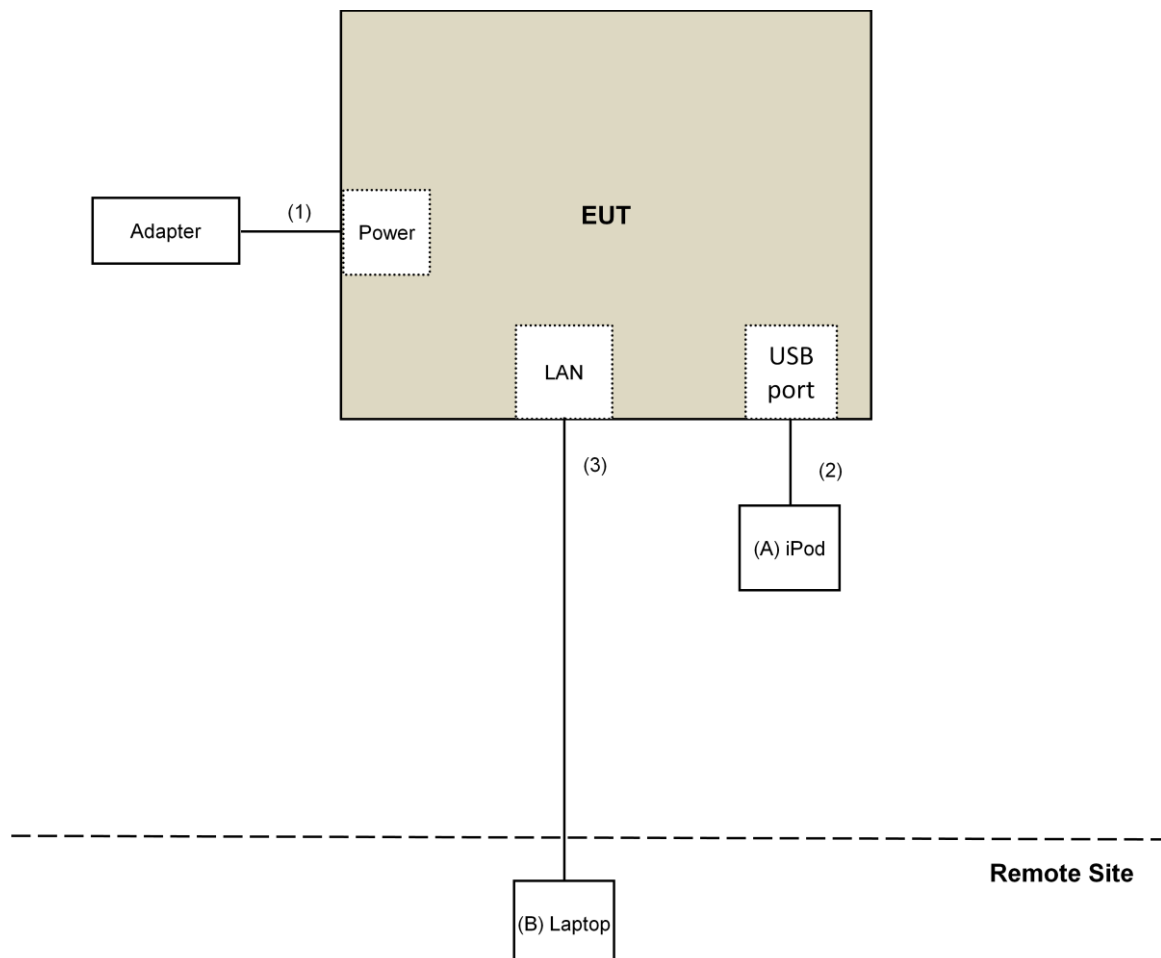 EUT
(1)
Adapter
Power
LAN
USB
port
(3)
(2)
(A) iPod
Remote Site
(B) Laptop